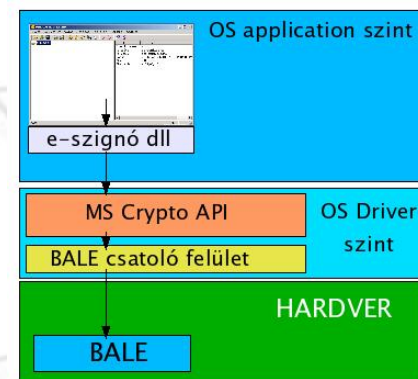 OS application szint
e-szignó dll
MS Crypto API
OS Driver
szint
BALE csatoló felület
HARDVER
BALE